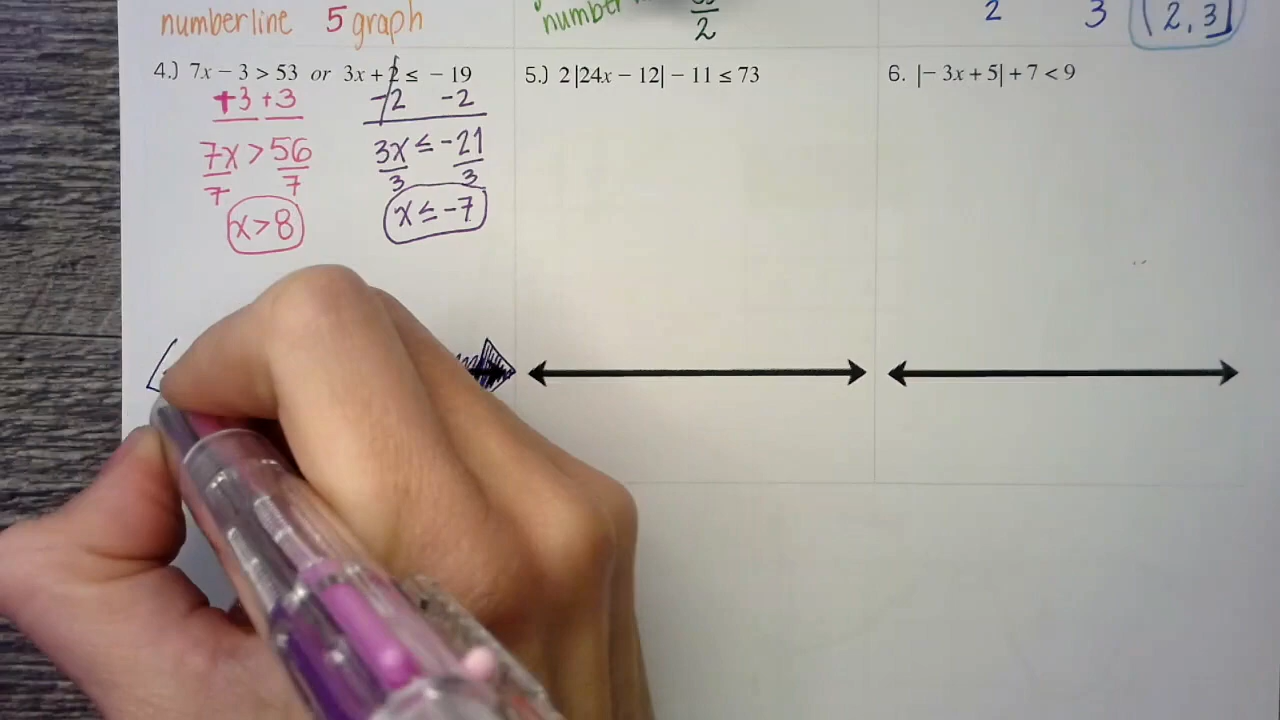 numberline 5 graph
number
2
2 3 [2, 3]
4.) 7x − 3 > 53 or 3x + 2 ≤ − 19
+3 +3 −2 −2
7x > 56 3x ≤ -21
7 7 3 3
x > 8 x ≤ -7
5.) 2 |24x − 12| − 11 ≤ 73
6. |− 3x + 5| + 7 < 9